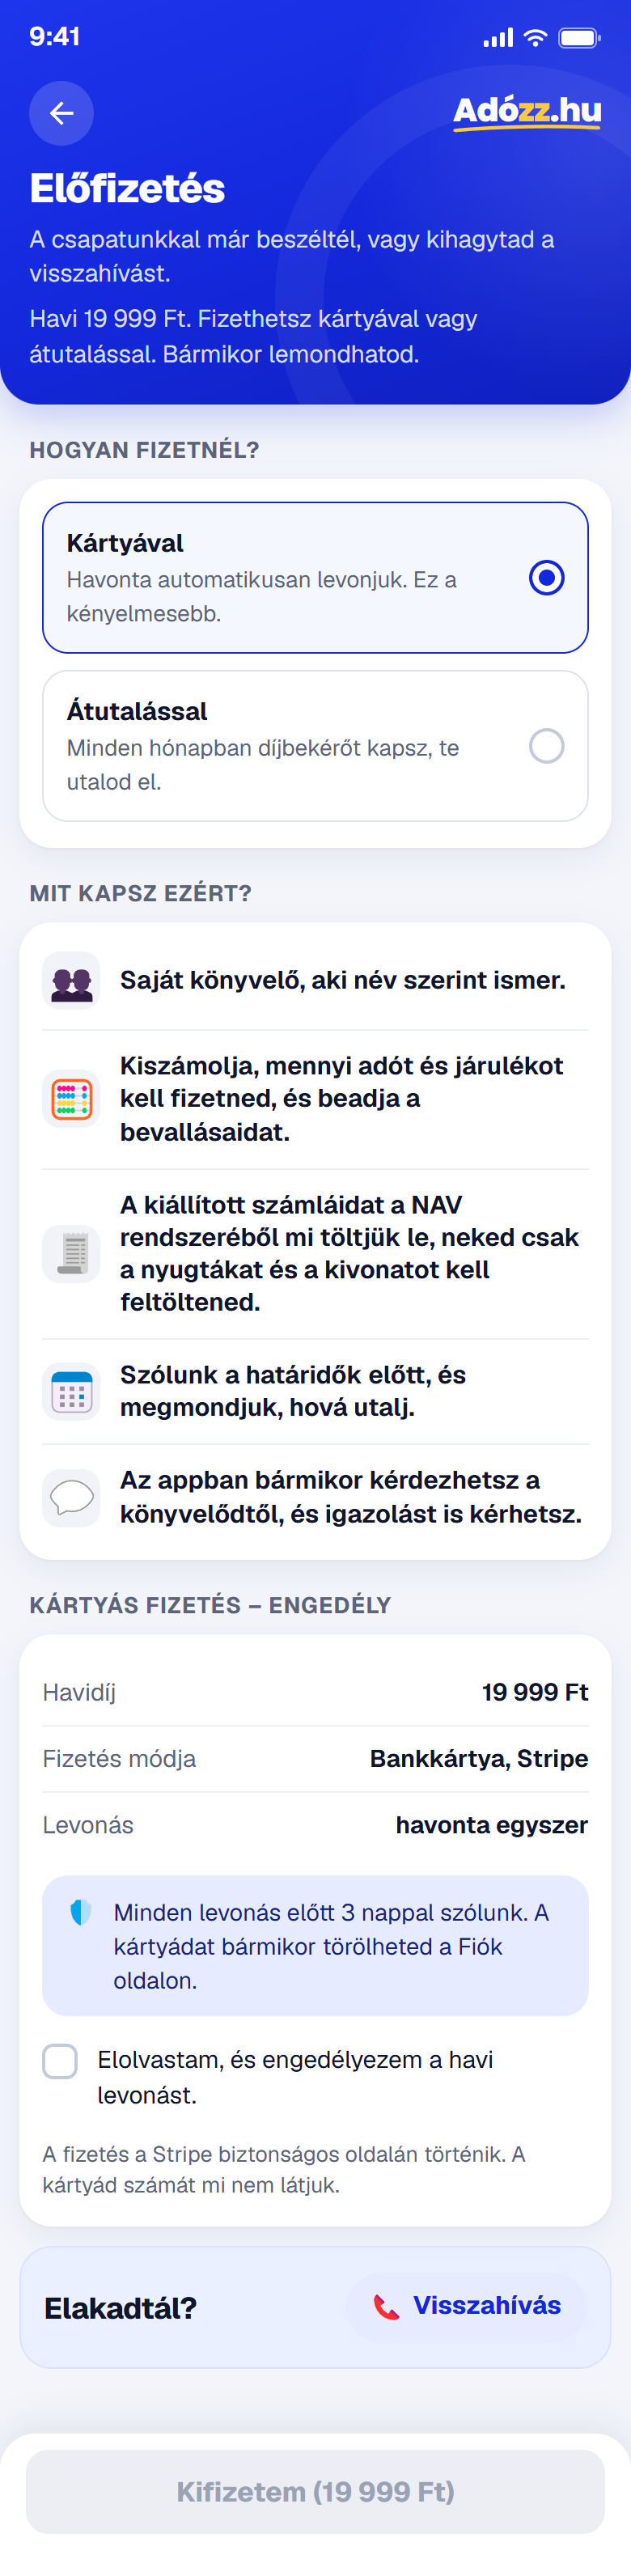 9:41
Adózz.hu
Előfizetés
A csapatunkkal már beszéltél, vagy kihagytad a
visszahívást.
Havi 19 999 Ft. Fizethetsz kártyával vagy
átutalással. Bármikor lemondhatod.
HOGYAN FIZETNÉL?
Kártyával
Havonta automatikusan levonjuk. Ez a
kényelmesebb.
Átutalással
Minden hónapban díjbekérőt kapsz, te
utalod el.
MIT KAPSZ EZÉRT?
Saját könyvelő, aki név szerint ismer.
Kiszámolja, mennyi adót és járulékot
kell fizetned, és beadja a
bevallásaidat.
A kiállított számláidat a NAV
rendszeréből mi töltjük le, neked csak
a nyugtákat és a kivonatot kell
feltöltened.
Szólunk a határidők előtt, és
megmondjuk, hová utalj.
Az appban bármikor kérdezhetsz a
könyvelődtől, és igazolást is kérhetsz.
KÁRTYÁS FIZETÉS – ENGEDÉLY
Havidíj 19 999 Ft
Fizetés módja Bankkártya, Stripe
Levonás havonta egyszer
Minden levonás előtt 3 nappal szólunk. A
kártyádat bármikor törölheted a Fiók
oldalon.
Elolvastam, és engedélyezem a havi
levonást.
A fizetés a Stripe biztonságos oldalán történik. A
kártyád számát mi nem látjuk.
Elakadtál? Visszahívás
Kifizetem (19 999 Ft)